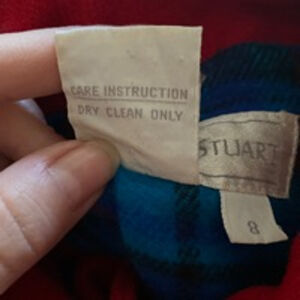 CARE INSTRUCTION
DRY CLEAN ONLY
STUART
8